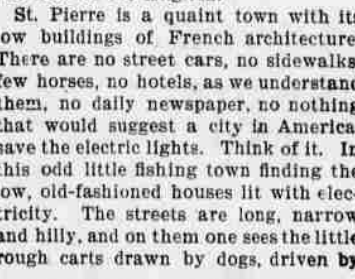 St. Pierre is a quaint town with it
ow buildings of French architecture
There are no street cars, no sidewalks
few horses, no hotels, as we understand
them, no daily newspaper, no nothing
that would suggest a city in America
save the electric lights. Think of it. In
this odd little fishing town finding the
ow, old-fashioned houses lit with elec-
tricity. The streets are long, narrow
and hilly, and on them one sees the little
rough carts drawn by dogs, driven by